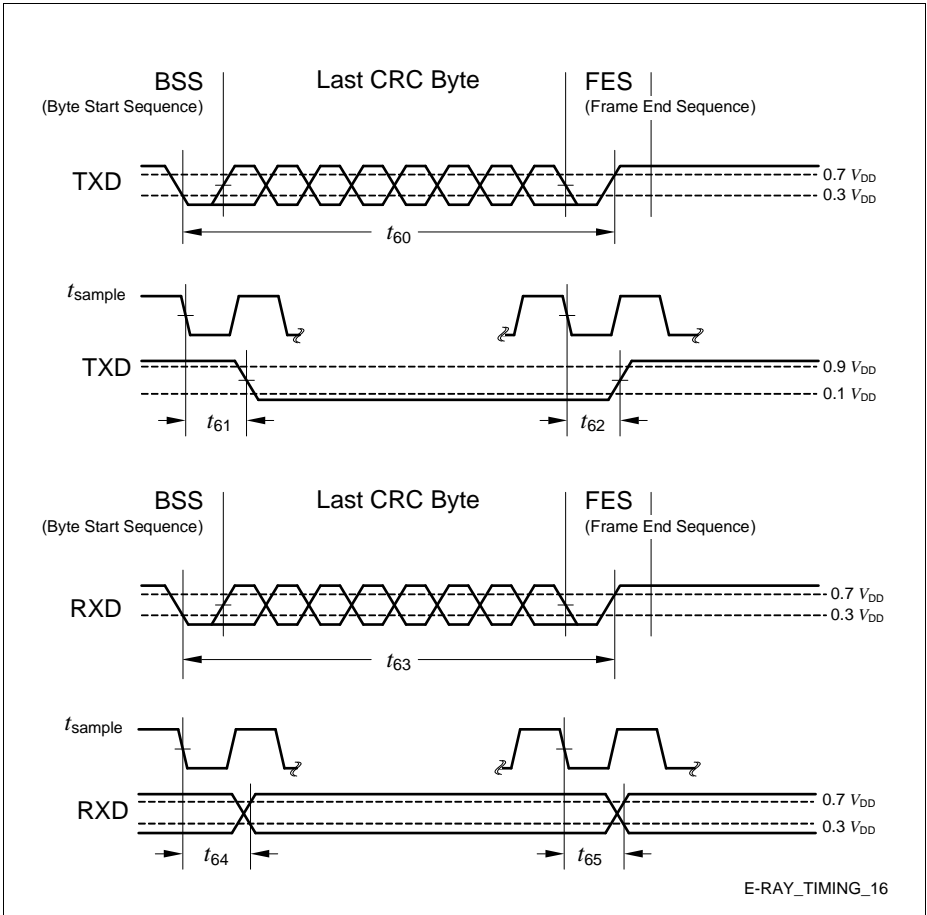 BSS Last CRC Byte FES
(Byte Start Sequence) (Frame End Sequence)
TXD
0.7 VDD
0.3 VDD
t60
tsample
TXD
0.9 VDD
0.1 VDD
t61 t62
BSS Last CRC Byte FES
(Byte Start Sequence) (Frame End Sequence)
RXD
0.7 VDD
0.3 VDD
t63
tsample
RXD
0.7 VDD
0.3 VDD
t64 t65
E-RAY_TIMING_16